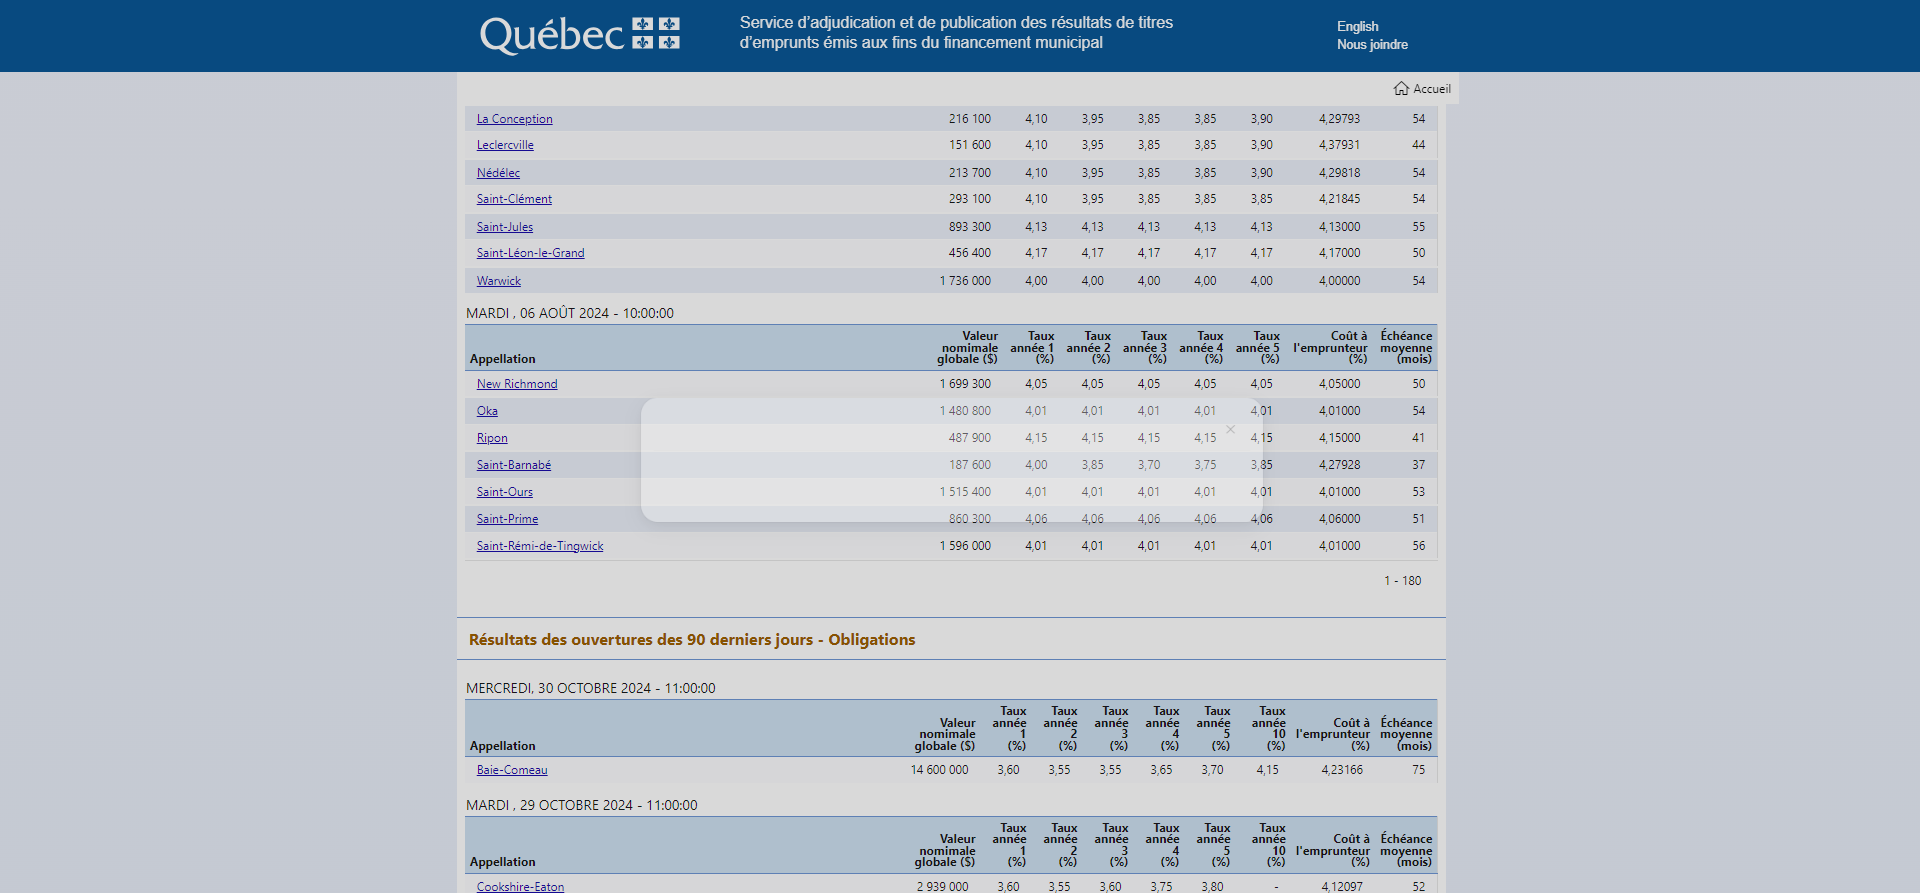 Québec
Service d’adjudication et de publication des résultats de titres
d’emprunts émis aux fins du financement municipal
English
Nous joindre
Accueil
La Conception 216 100 4,10 3,95 3,85 3,85 3,90 4,29793 54
Leclercville 151 600 4,10 3,95 3,85 3,85 3,90 4,37931 44
Nédélec 213 700 4,10 3,95 3,85 3,85 3,90 4,29818 54
Saint-Clément 293 100 4,10 3,95 3,85 3,85 3,85 4,21845 54
Saint-Jules 893 300 4,13 4,13 4,13 4,13 4,13 4,13000 55
Saint-Léon-le-Grand 456 400 4,17 4,17 4,17 4,17 4,17 4,17000 50
Warwick 1 736 000 4,00 4,00 4,00 4,00 4,00 4,00000 54
MARDI , 06 AOÛT 2024 - 10:00:00
Valeur Taux Taux Taux Taux Taux Coût à Échéance
nomimale année 1 année 2 année 3 année 4 année 5 l'emprunteur moyenne
Appellation globale ($) (%) (%) (%) (%) (%) (%) (mois)
New Richmond 1 699 300 4,05 4,05 4,05 4,05 4,05 4,05000 50
Oka 1 480 800 4,01 4,01 4,01 4,01 4,01 4,01000 54
Ripon 487 900 4,15 4,15 4,15 4,15 4,15 4,15000 41
Saint-Barnabé 187 600 4,00 3,85 3,70 3,75 3,85 4,27928 37
Saint-Ours 1 515 400 4,01 4,01 4,01 4,01 4,01 4,01000 53
Saint-Prime 860 300 4,06 4,06 4,06 4,06 4,06 4,06000 51
Saint-Rémi-de-Tingwick 1 596 000 4,01 4,01 4,01 4,01 4,01 4,01000 56
1 - 180
Résultats des ouvertures des 90 derniers jours - Obligations
MERCREDI, 30 OCTOBRE 2024 - 11:00:00
Taux Taux Taux Taux Taux Taux
Valeur année année année année année année Coût à Échéance
nomimale 1 2 3 4 5 10 l'emprunteur moyenne
Appellation globale ($) (%) (%) (%) (%) (%) (%) (%) (mois)
Baie-Comeau 14 600 000 3,60 3,55 3,55 3,65 3,70 4,15 4,23166 75
MARDI , 29 OCTOBRE 2024 - 11:00:00
Taux Taux Taux Taux Taux Taux
Valeur année année année année année année Coût à Échéance
nomimale 1 2 3 4 5 10 l'emprunteur moyenne
Appellation globale ($) (%) (%) (%) (%) (%) (%) (%) (mois)
Cookshire-Eaton 2 939 000 3,60 3,55 3,60 3,75 3,80 - 4,12097 52